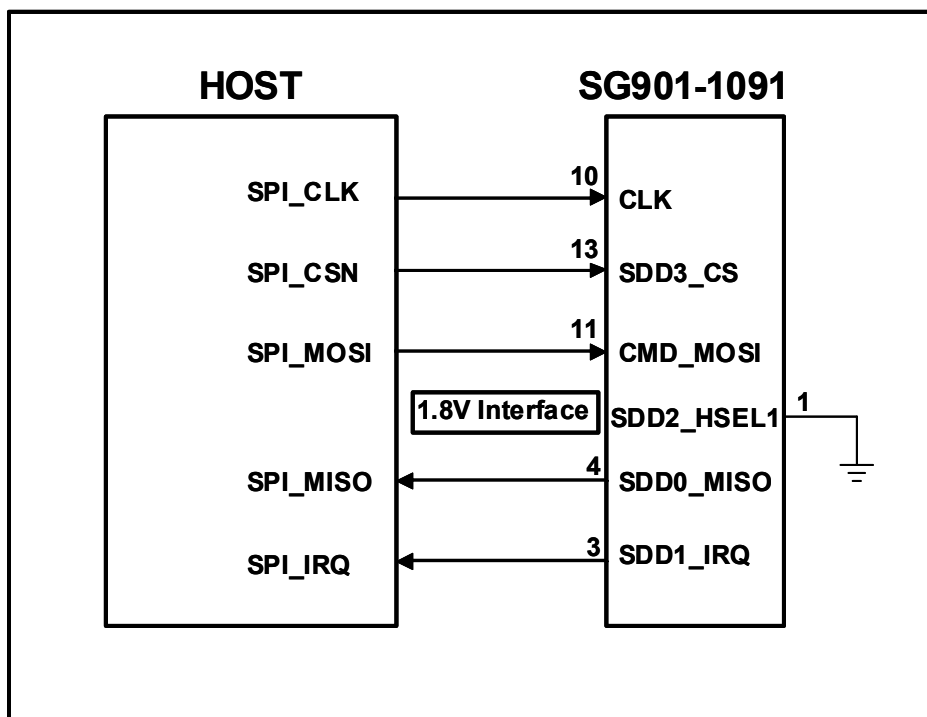 HOST
SG901-1091
SPI_CLK
10
CLK
SPI_CSN
13
SDD3_CS
SPI_MOSI
11
CMD_MOSI
1.8V Interface
SDD2_HSEL1
1
SPI_MISO
4
SDD0_MISO
SPI_IRQ
3
SDD1_IRQ